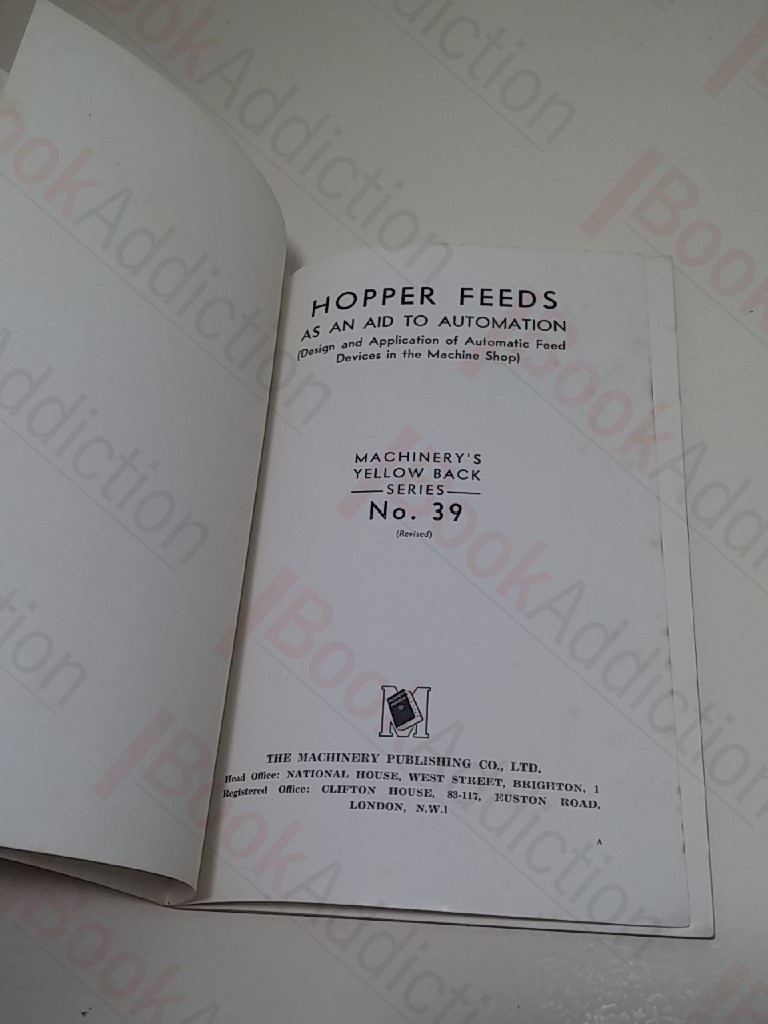 HOPPER FEEDS
AS AN AID TO AUTOMATION
(Design and Application of Automatic Feed
Devices in the Machine Shop)
MACHINERY'S
YELLOW BACK
SERIES
No. 39
(Revised)
M
THE MACHINERY PUBLISHING CO., LTD.
Head Office: NATIONAL HOUSE, WEST STREET, BRIGHTON, 1
Registered Office: CLIFTON HOUSE, 83-117, EUSTON ROAD,
LONDON, N.W.1
A
BookAddiction